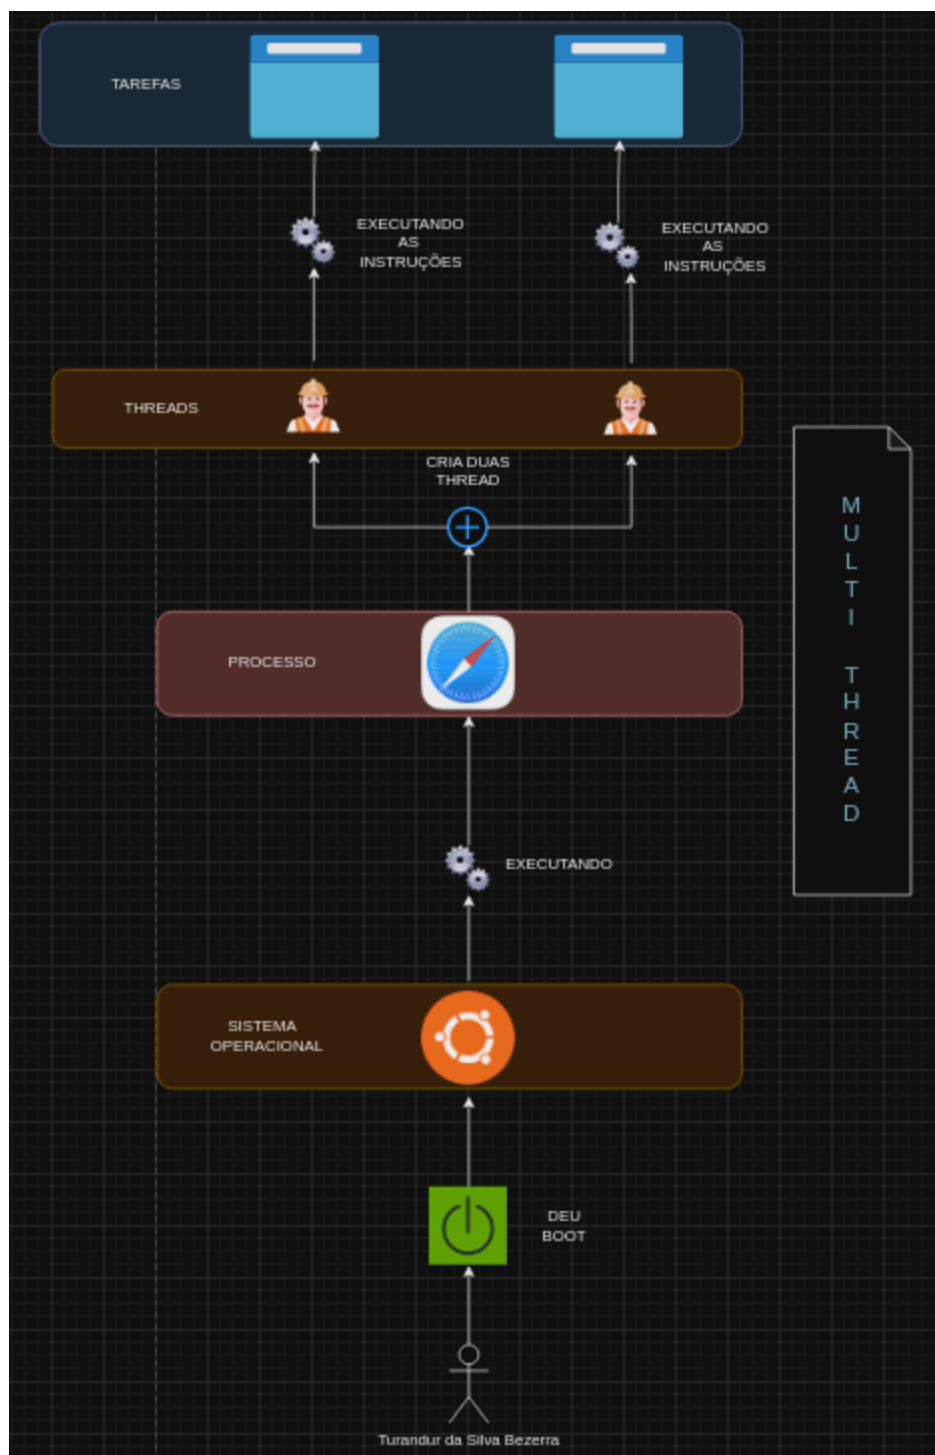 TAREFAS
EXECUTANDO
AS
INSTRUÇÕES
EXECUTANDO
AS
INSTRUÇÕES
THREADS
CRIA DUAS
THREAD
M
U
L
T
I
T
H
R
E
A
D
PROCESSO
EXECUTANDO
SISTEMA
OPERACIONAL
DEU
BOOT
Turandur da Silva Bezerra